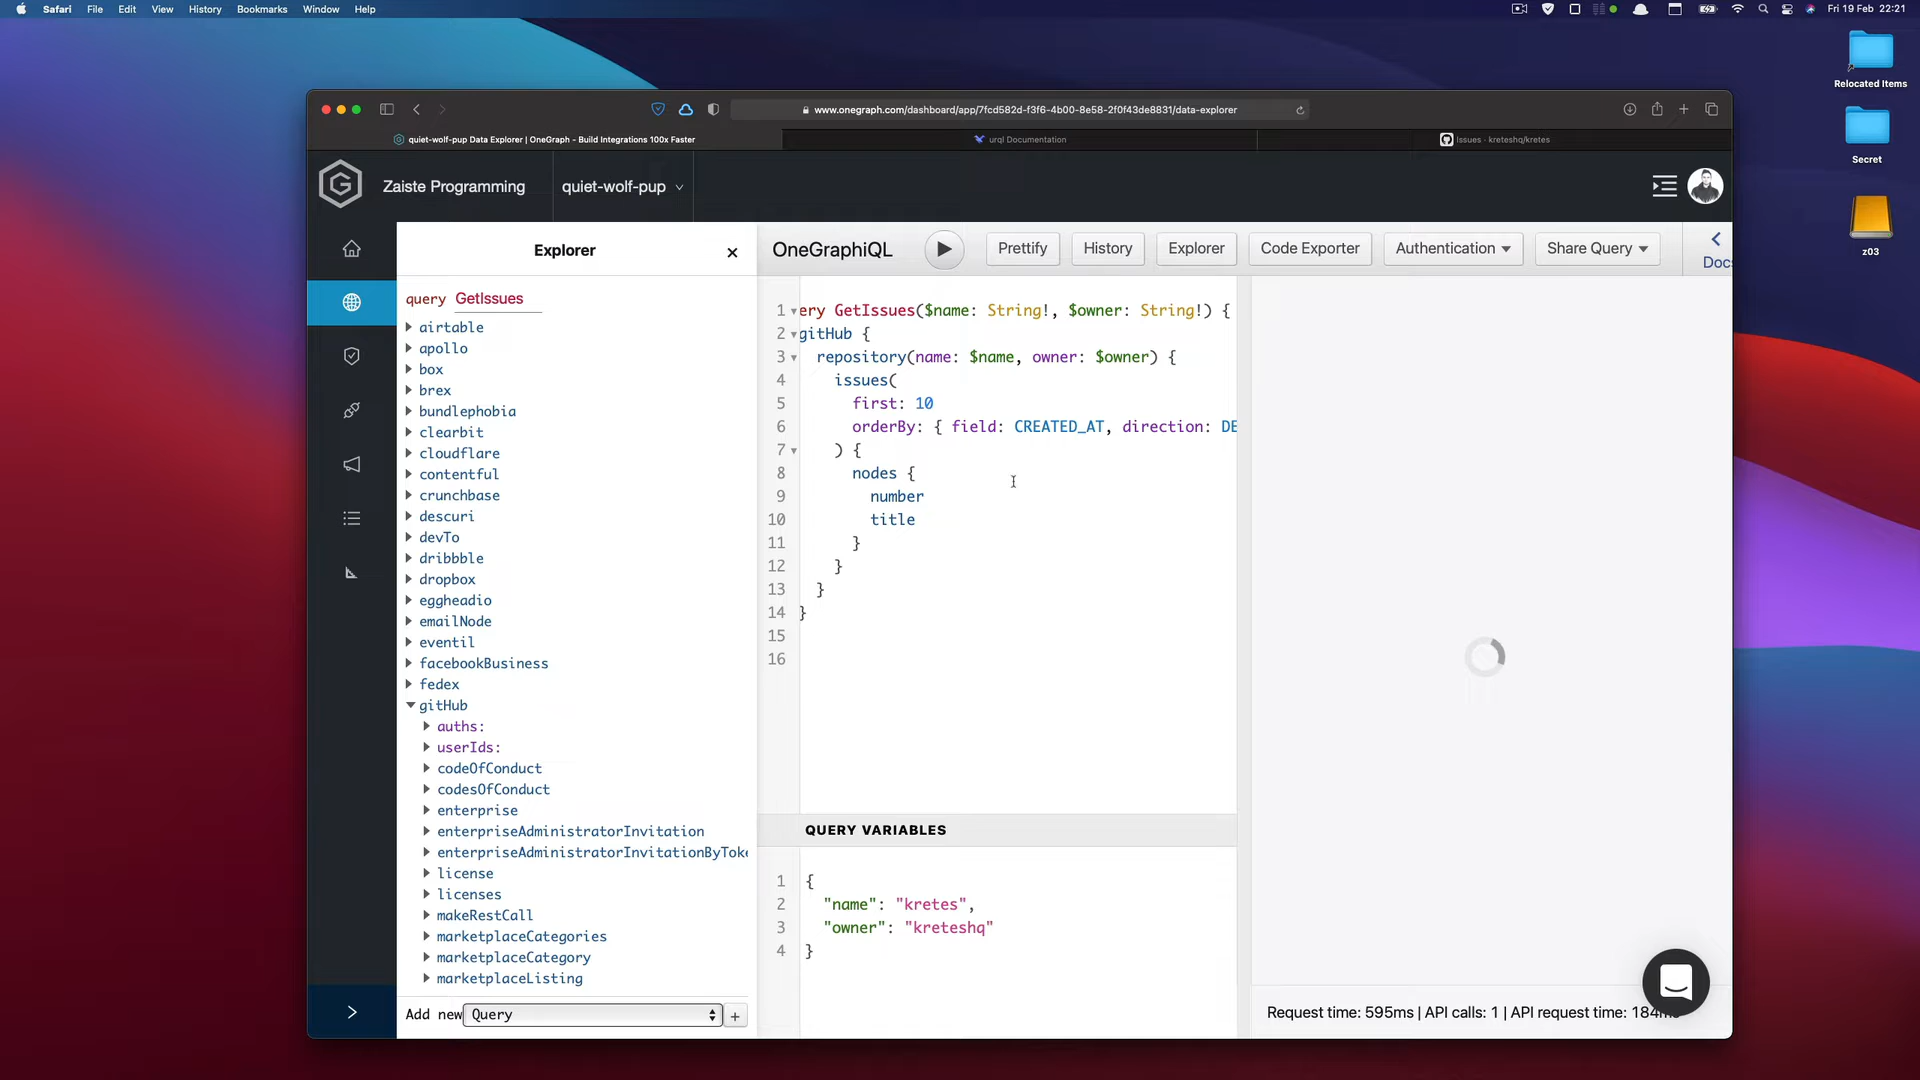 Safari File Edit View History Bookmarks Window Help
Fri 19 Feb 22:21
Relocated Items
Secret
z03
www.onegraph.com/dashboard/app/7fcd582d-f3f6-4b00-8e58-2f0f43de8831/data-explorer
quiet-wolf-pup Data Explorer | OneGraph - Build Integrations 100x Faster
urql Documentation
Issues · kreteshq/kretes
Zaiste Programming
quiet-wolf-pup
Explorer
OneGraphiQL
Prettify
History
Explorer
Code Exporter
Authentication
Share Query
Docs
query GetIssues
airtable
apollo
box
brex
bundlephobia
clearbit
cloudflare
contentful
crunchbase
descuri
devTo
dribbble
dropbox
eggheadio
emailNode
eventil
facebookBusiness
fedex
gitHub
auths:
userIds:
codeOfConduct
codesOfConduct
enterprise
enterpriseAdministratorInvitation
enterpriseAdministratorInvitationByToke
license
licenses
makeRestCall
marketplaceCategories
marketplaceCategory
marketplaceListing
Add new Query +
1 ery GetIssues($name: String!, $owner: String!) {
2 gitHub {
3 repository(name: $name, owner: $owner) {
4 issues(
5 first: 10
6 orderBy: { field: CREATED_AT, direction: DE
7 ) {
8 nodes {
9 number
10 title
11 }
12 }
13 }
14 }
15
16
QUERY VARIABLES
1 {
2 "name": "kretes",
3 "owner": "kreteshq"
4 }
Request time: 595ms | API calls: 1 | API request time: 184ms